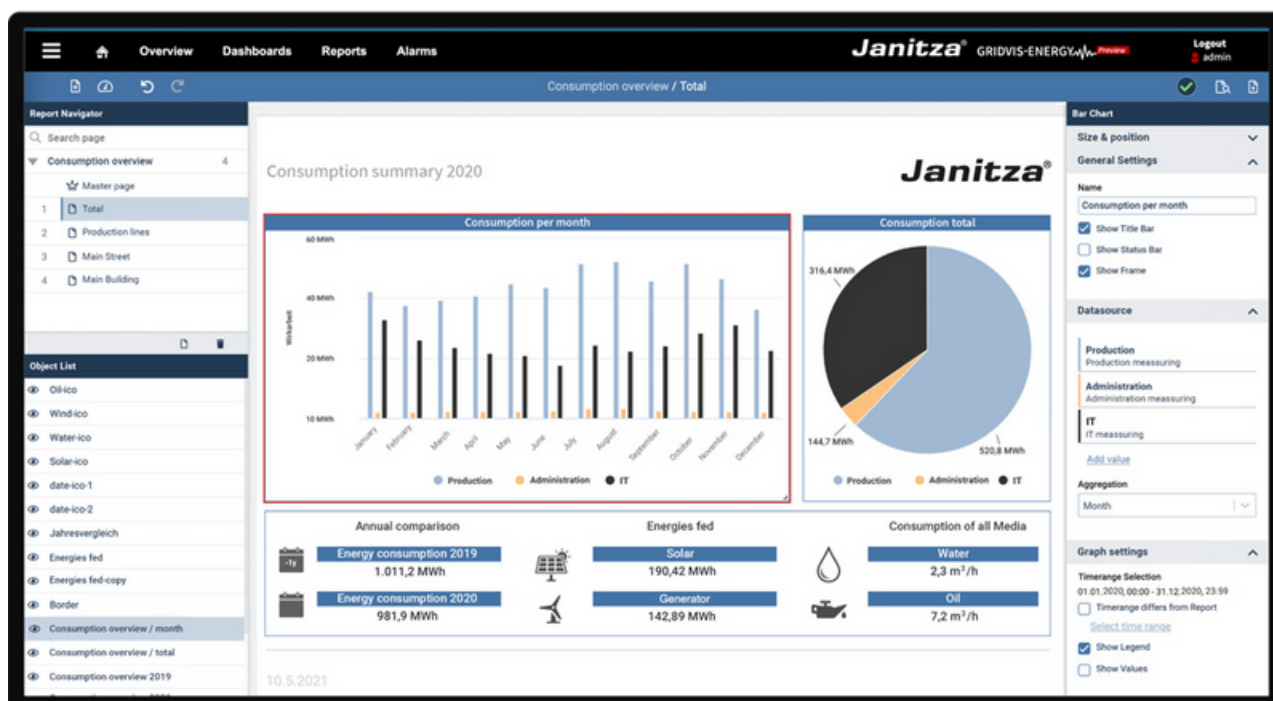 Overview Dashboards Reports Alarms
Janitza® GRIDVIS-ENERGY Preview
Logout
admin
Consumption overview / Total
Report Navigator
Search page
Consumption overview 4
Master page
1 Total
2 Production lines
3 Main Street
4 Main Building
Object List
Oil-ico
Wind-ico
Water-ico
Solar-ico
date-ico-1
date-ico-2
Jahresvergleich
Energies fed
Energies fed-copy
Border
Consumption overview / month
Consumption overview / total
Consumption overview 2019
Consumption summary 2020
Janitza®
Consumption per month
60 MWh
40 MWh
20 MWh
10 MWh
Wirkarbeit
January
February
March
April
May
June
July
August
September
October
November
December
Production Administration IT
Consumption total
316,4 MWh
144,7 MWh
520,8 MWh
Production Administration IT
Annual comparison
-1y
Energy consumption 2019
1.011,2 MWh
Energy consumption 2020
981,9 MWh
Energies fed
Solar
190,42 MWh
Generator
142,89 MWh
Consumption of all Media
Water
2,3 m³/h
Oil
7,2 m³/h
10.5.2021
Bar Chart
Size & position
General Settings
Name
Consumption per month
Show Title Bar
Show Status Bar
Show Frame
Datasource
Production
Production meassuring
Administration
Administration meassuring
IT
IT meassuring
Add value
Aggregation
Month
Graph settings
Timerange Selection
01.01.2020, 00:00 - 31.12.2020, 23:59
Timerange differs from Report
Select time range
Show Legend
Show Values